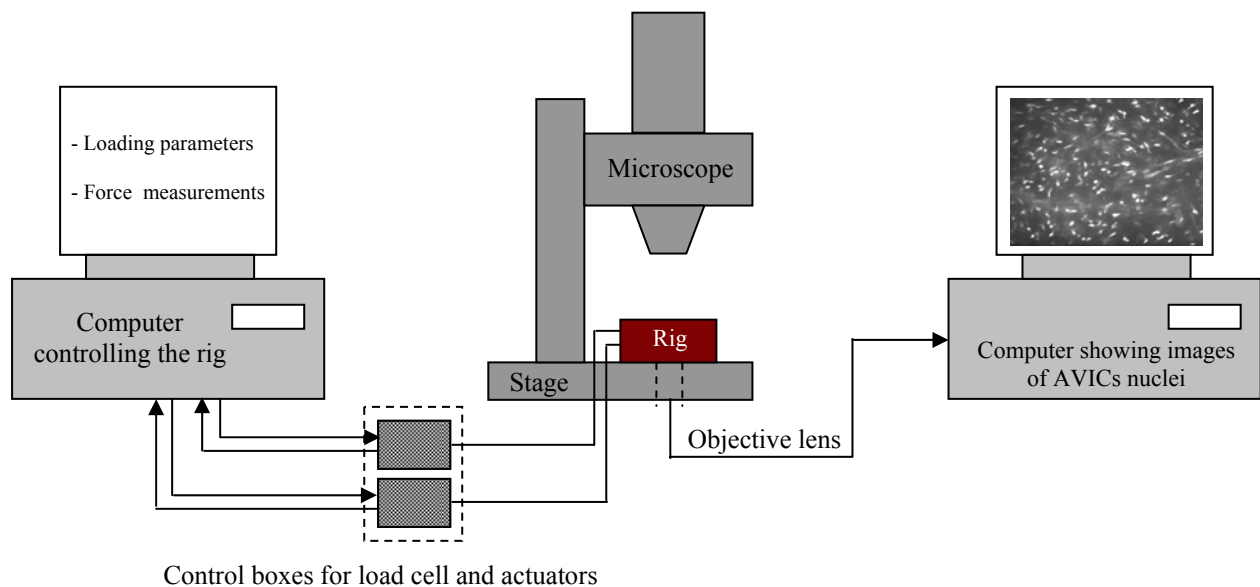 - Loading parameters
- Force measurements
Computer
controlling the rig
Microscope
Rig
Stage
Objective lens
Computer showing images
of AVICs nuclei
Control boxes for load cell and actuators